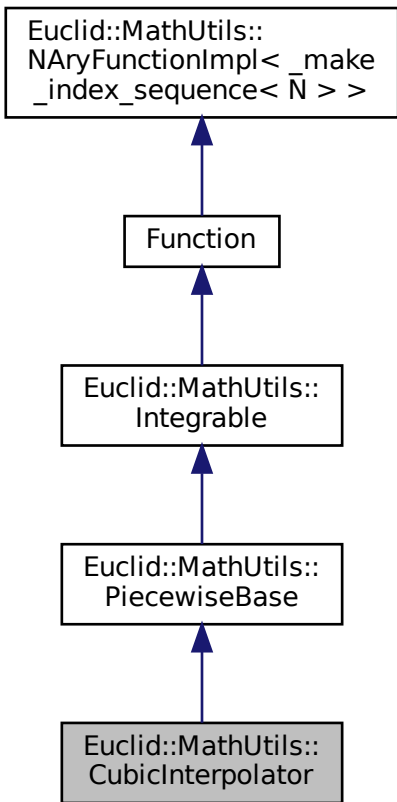 Euclid::MathUtils::
NAryFunctionImpl< _make
_index_sequence< N > >
Function
Euclid::MathUtils::
Integrable
Euclid::MathUtils::
PiecewiseBase
Euclid::MathUtils::
CubicInterpolator